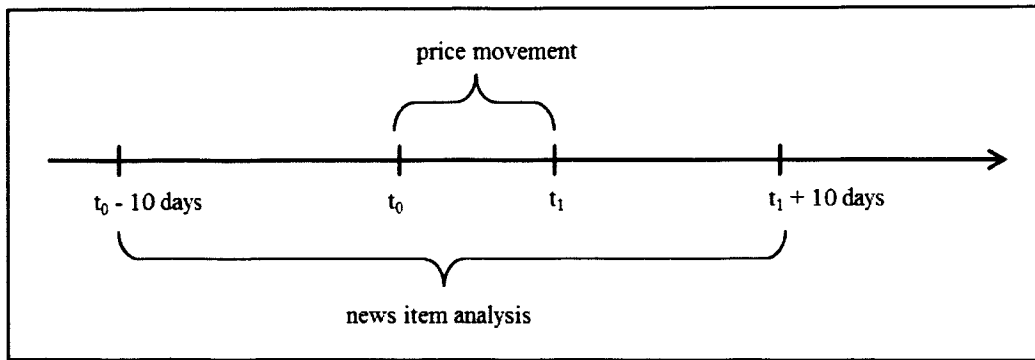 price movement
t₀ - 10 days t₀ t₁ t₁ + 10 days
news item analysis